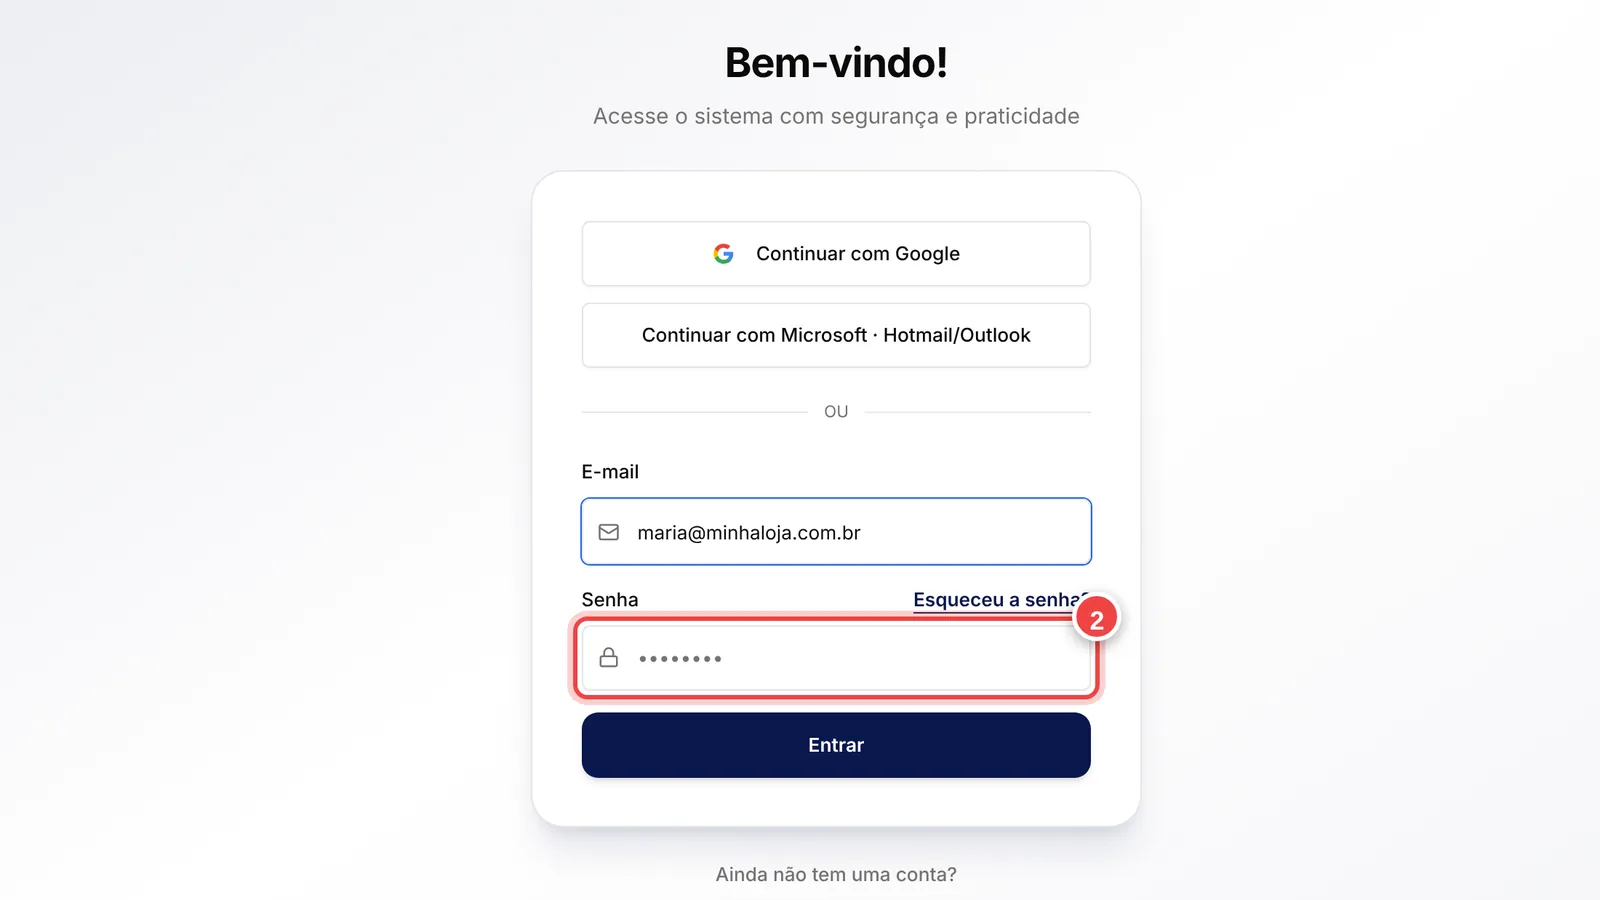 Bem-vindo!
Acesse o sistema com segurança e praticidade
Continuar com Google
Continuar com Microsoft · Hotmail/Outlook
OU
E-mail
maria@minhaloja.com.br
Senha
Esqueceu a senha?
2
••••••••
Entrar
Ainda não tem uma conta?